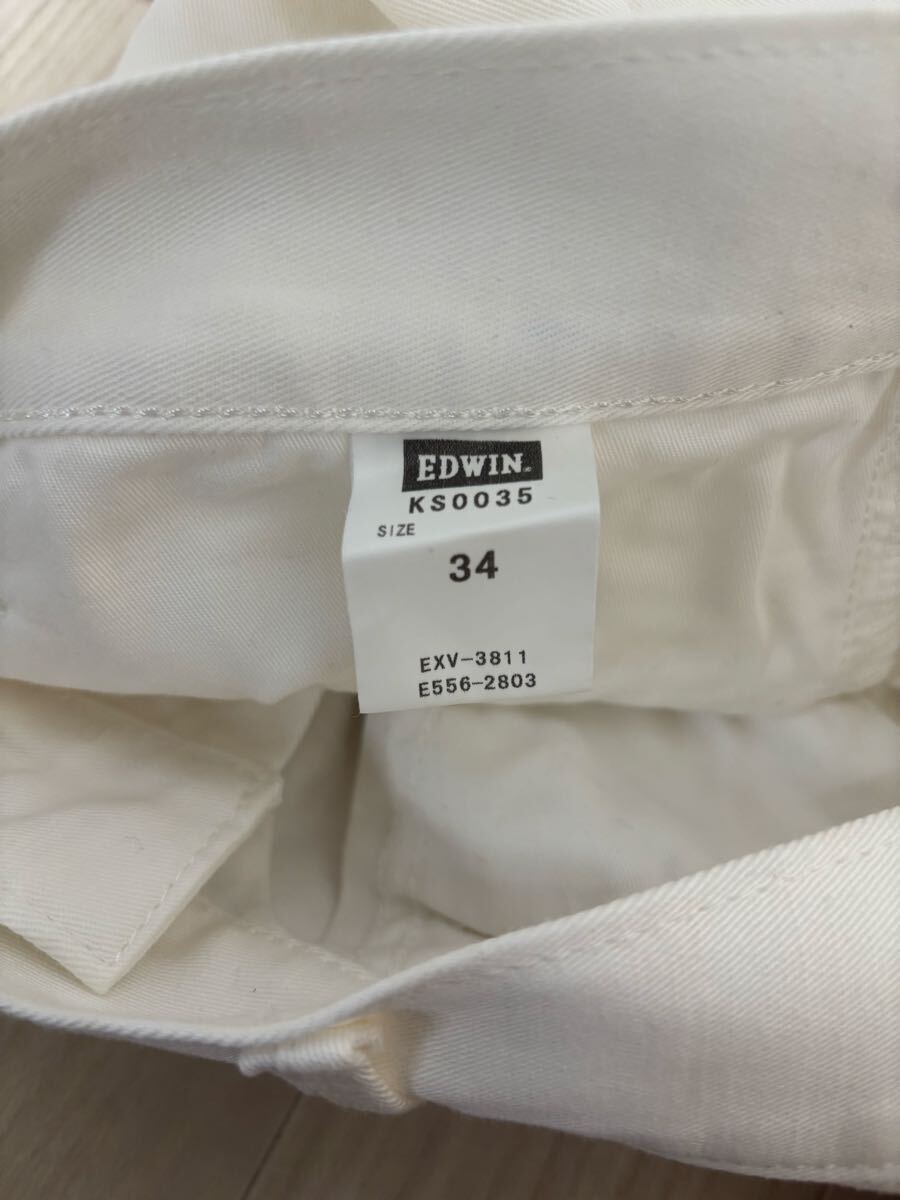 EDWIN
KS0035
SIZE
34
EXV-3811
E556-2803